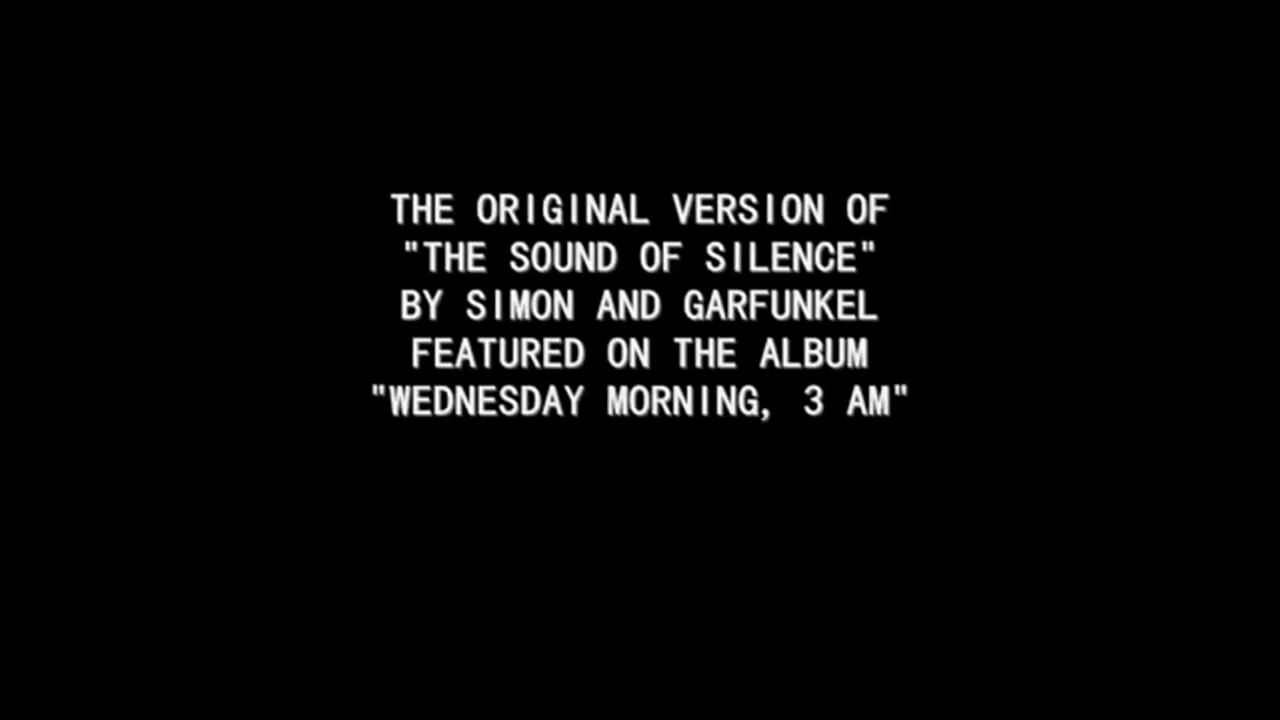 THE ORIGINAL VERSION OF
"THE SOUND OF SILENCE"
BY SIMON AND GARFUNKEL
FEATURED ON THE ALBUM
"WEDNESDAY MORNING, 3 AM"